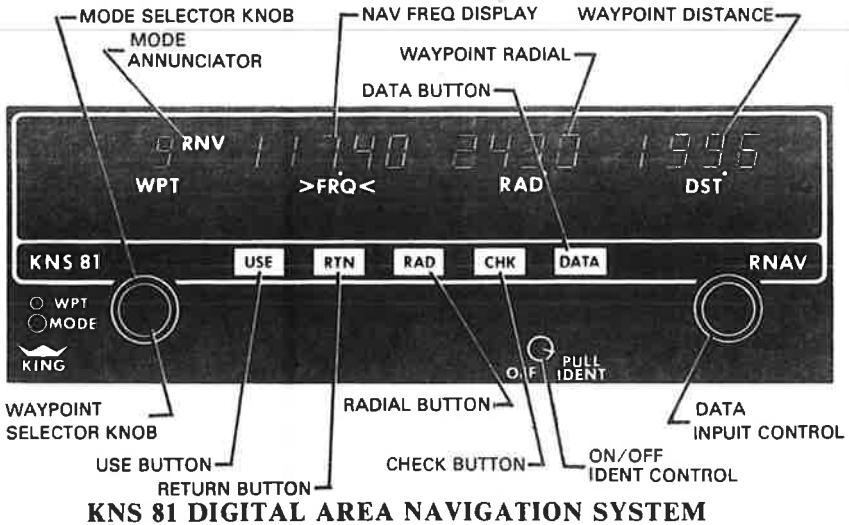 MODE SELECTOR KNOB
NAV FREQ DISPLAY
WAYPOINT DISTANCE
MODE
ANNUNCIATOR
WAYPOINT RADIAL
DATA BUTTON
9 RNV 117.40 243.0 199.6
WPT >FRQ< RAD DST
KNS 81 USE RTN RAD CHK DATA RNAV
WPT
MODE
KING
OFF PULL
IDENT
WAYPOINT
SELECTOR KNOB
RADIAL BUTTON
DATA
INPUIT CONTROL
USE BUTTON
CHECK BUTTON
ON/OFF
IDENT CONTROL
RETURN BUTTON
KNS 81 DIGITAL AREA NAVIGATION SYSTEM